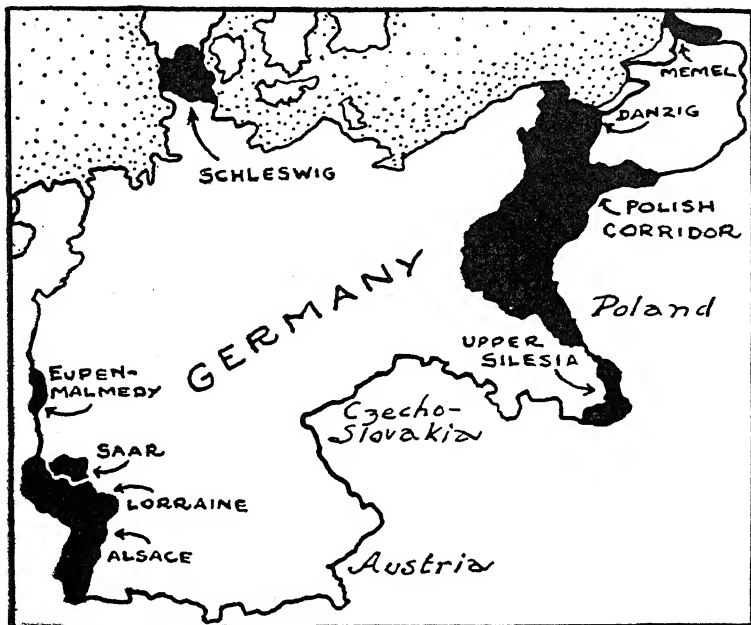 MEMEL
DANZIG
SCHLESWIG
POLISH
CORRIDOR
GERMANY
Poland
UPPER
SILESIA
EUPEN-
MALMEDY
Czecho-
Slovakia
SAAR
LORRAINE
ALSACE
Austria